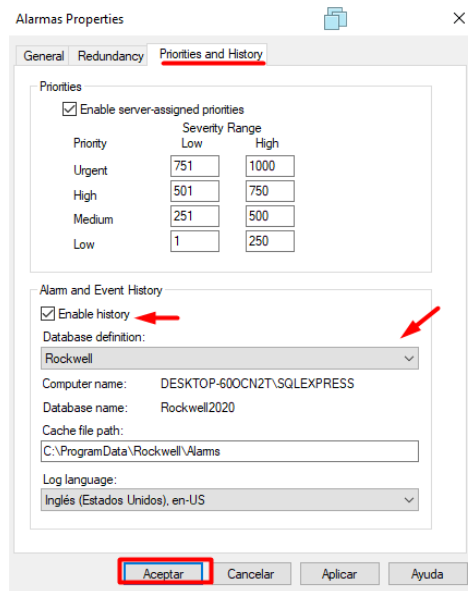 Alarmas Properties
General Redundancy Priorities and History
Priorities
Enable server-assigned priorities
Severity Range
Priority Low High
Urgent 751 1000
High 501 750
Medium 251 500
Low 1 250
Alarm and Event History
Enable history
Database definition:
Rockwell
Computer name: DESKTOP-60OCN2T\SQLEXPRESS
Database name: Rockwell2020
Cache file path:
C:\ProgramData\Rockwell\Alarms
Log language:
Inglés (Estados Unidos), en-US
Aceptar Cancelar Aplicar Ayuda